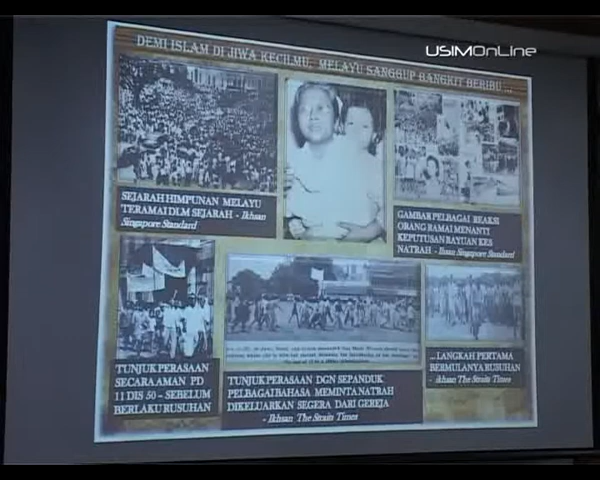 USIMOnLine
DEMI ISLAM DI JIWA KECILMU, MELAYU SANGGUP BANGKIT BERIBU ...
SEJARAH HIMPUNAN MELAYU
TERAMAI DLM SEJARAH - Ikhsan
Singapore Standard
GAMBAR PELBAGAI REAKSI
ORANG RAMAI MENANTI
KEPUTUSAN RAYUAN KES
NATRAH - Ihsan Singapore Standard
TUNJUK PERASAAN
SECARA AMAN PD
11 DIS 50 – SEBELUM
BERLAKU RUSUHAN
TUNJUK PERASAAN DGN SEPANDUK
PELBAGAI BAHASA MEMINTA NATRAH
DIKELUARKAN SEGERA DARI GEREJA
- Ikhsan The Straits Times
...LANGKAH PERTAMA
BERMULANYA RUSUHAN
- ikhsan The Straits Times